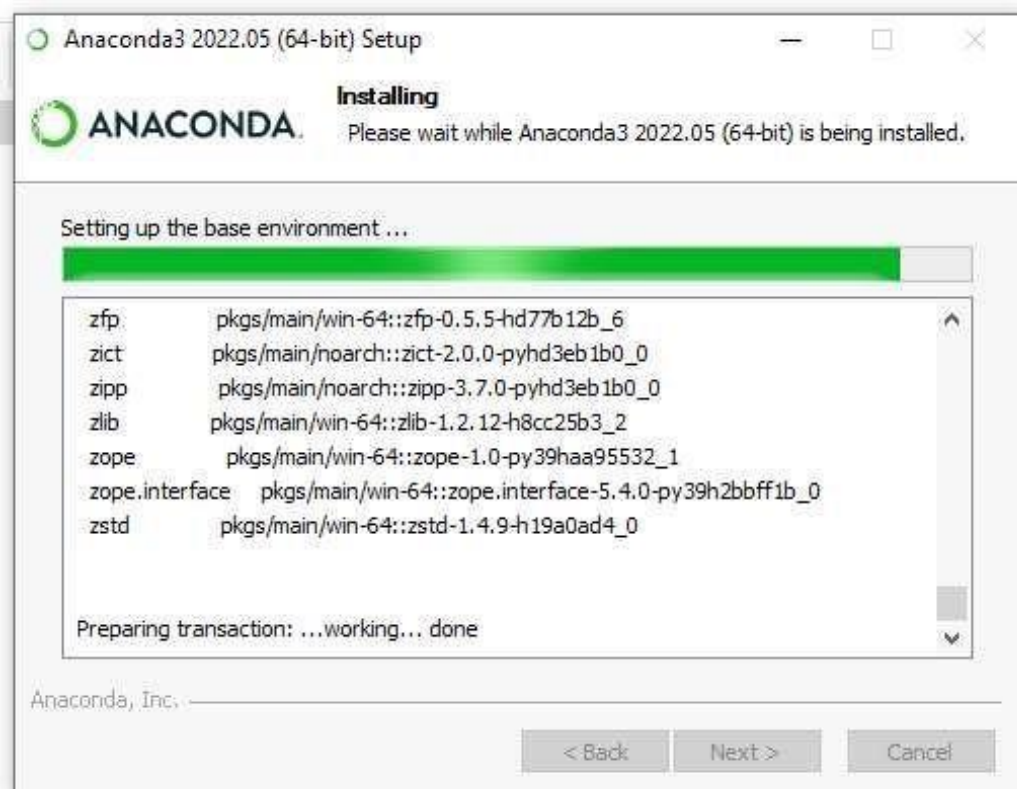 Anaconda3 2022.05 (64-bit) Setup
ANACONDA.
Installing
Please wait while Anaconda3 2022.05 (64-bit) is being installed.
Setting up the base environment ...
zfp pkgs/main/win-64::zfp-0.5.5-hd77b12b_6
zict pkgs/main/noarch::zict-2.0.0-pyhd3eb1b0_0
zipp pkgs/main/noarch::zipp-3.7.0-pyhd3eb1b0_0
zlib pkgs/main/win-64::zlib-1.2.12-h8cc25b3_2
zope pkgs/main/win-64::zope-1.0-py39haa95532_1
zope.interface pkgs/main/win-64::zope.interface-5.4.0-py39h2bbff1b_0
zstd pkgs/main/win-64::zstd-1.4.9-h19a0ad4_0
Preparing transaction: ...working... done
Anaconda, Inc.
< Back Next > Cancel